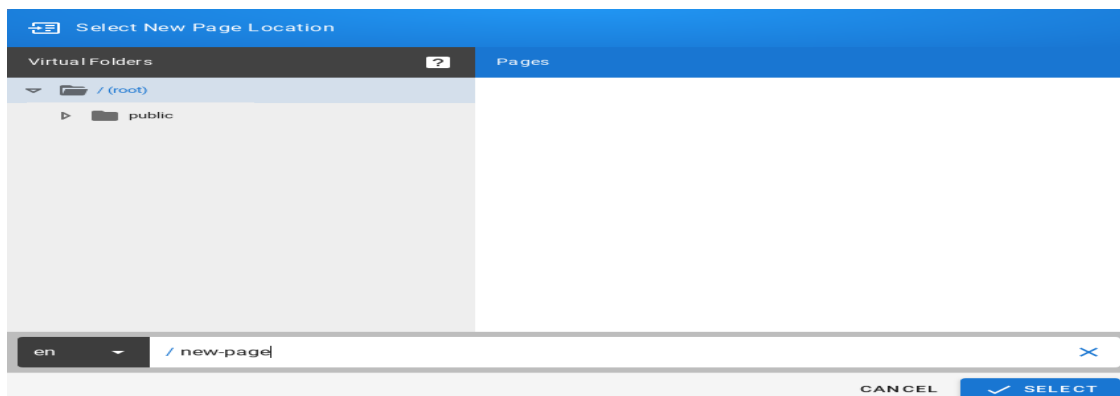 Select New Page Location
Virtual Folders ? Pages
/ (root)
public
en / new-page
CANCEL SELECT